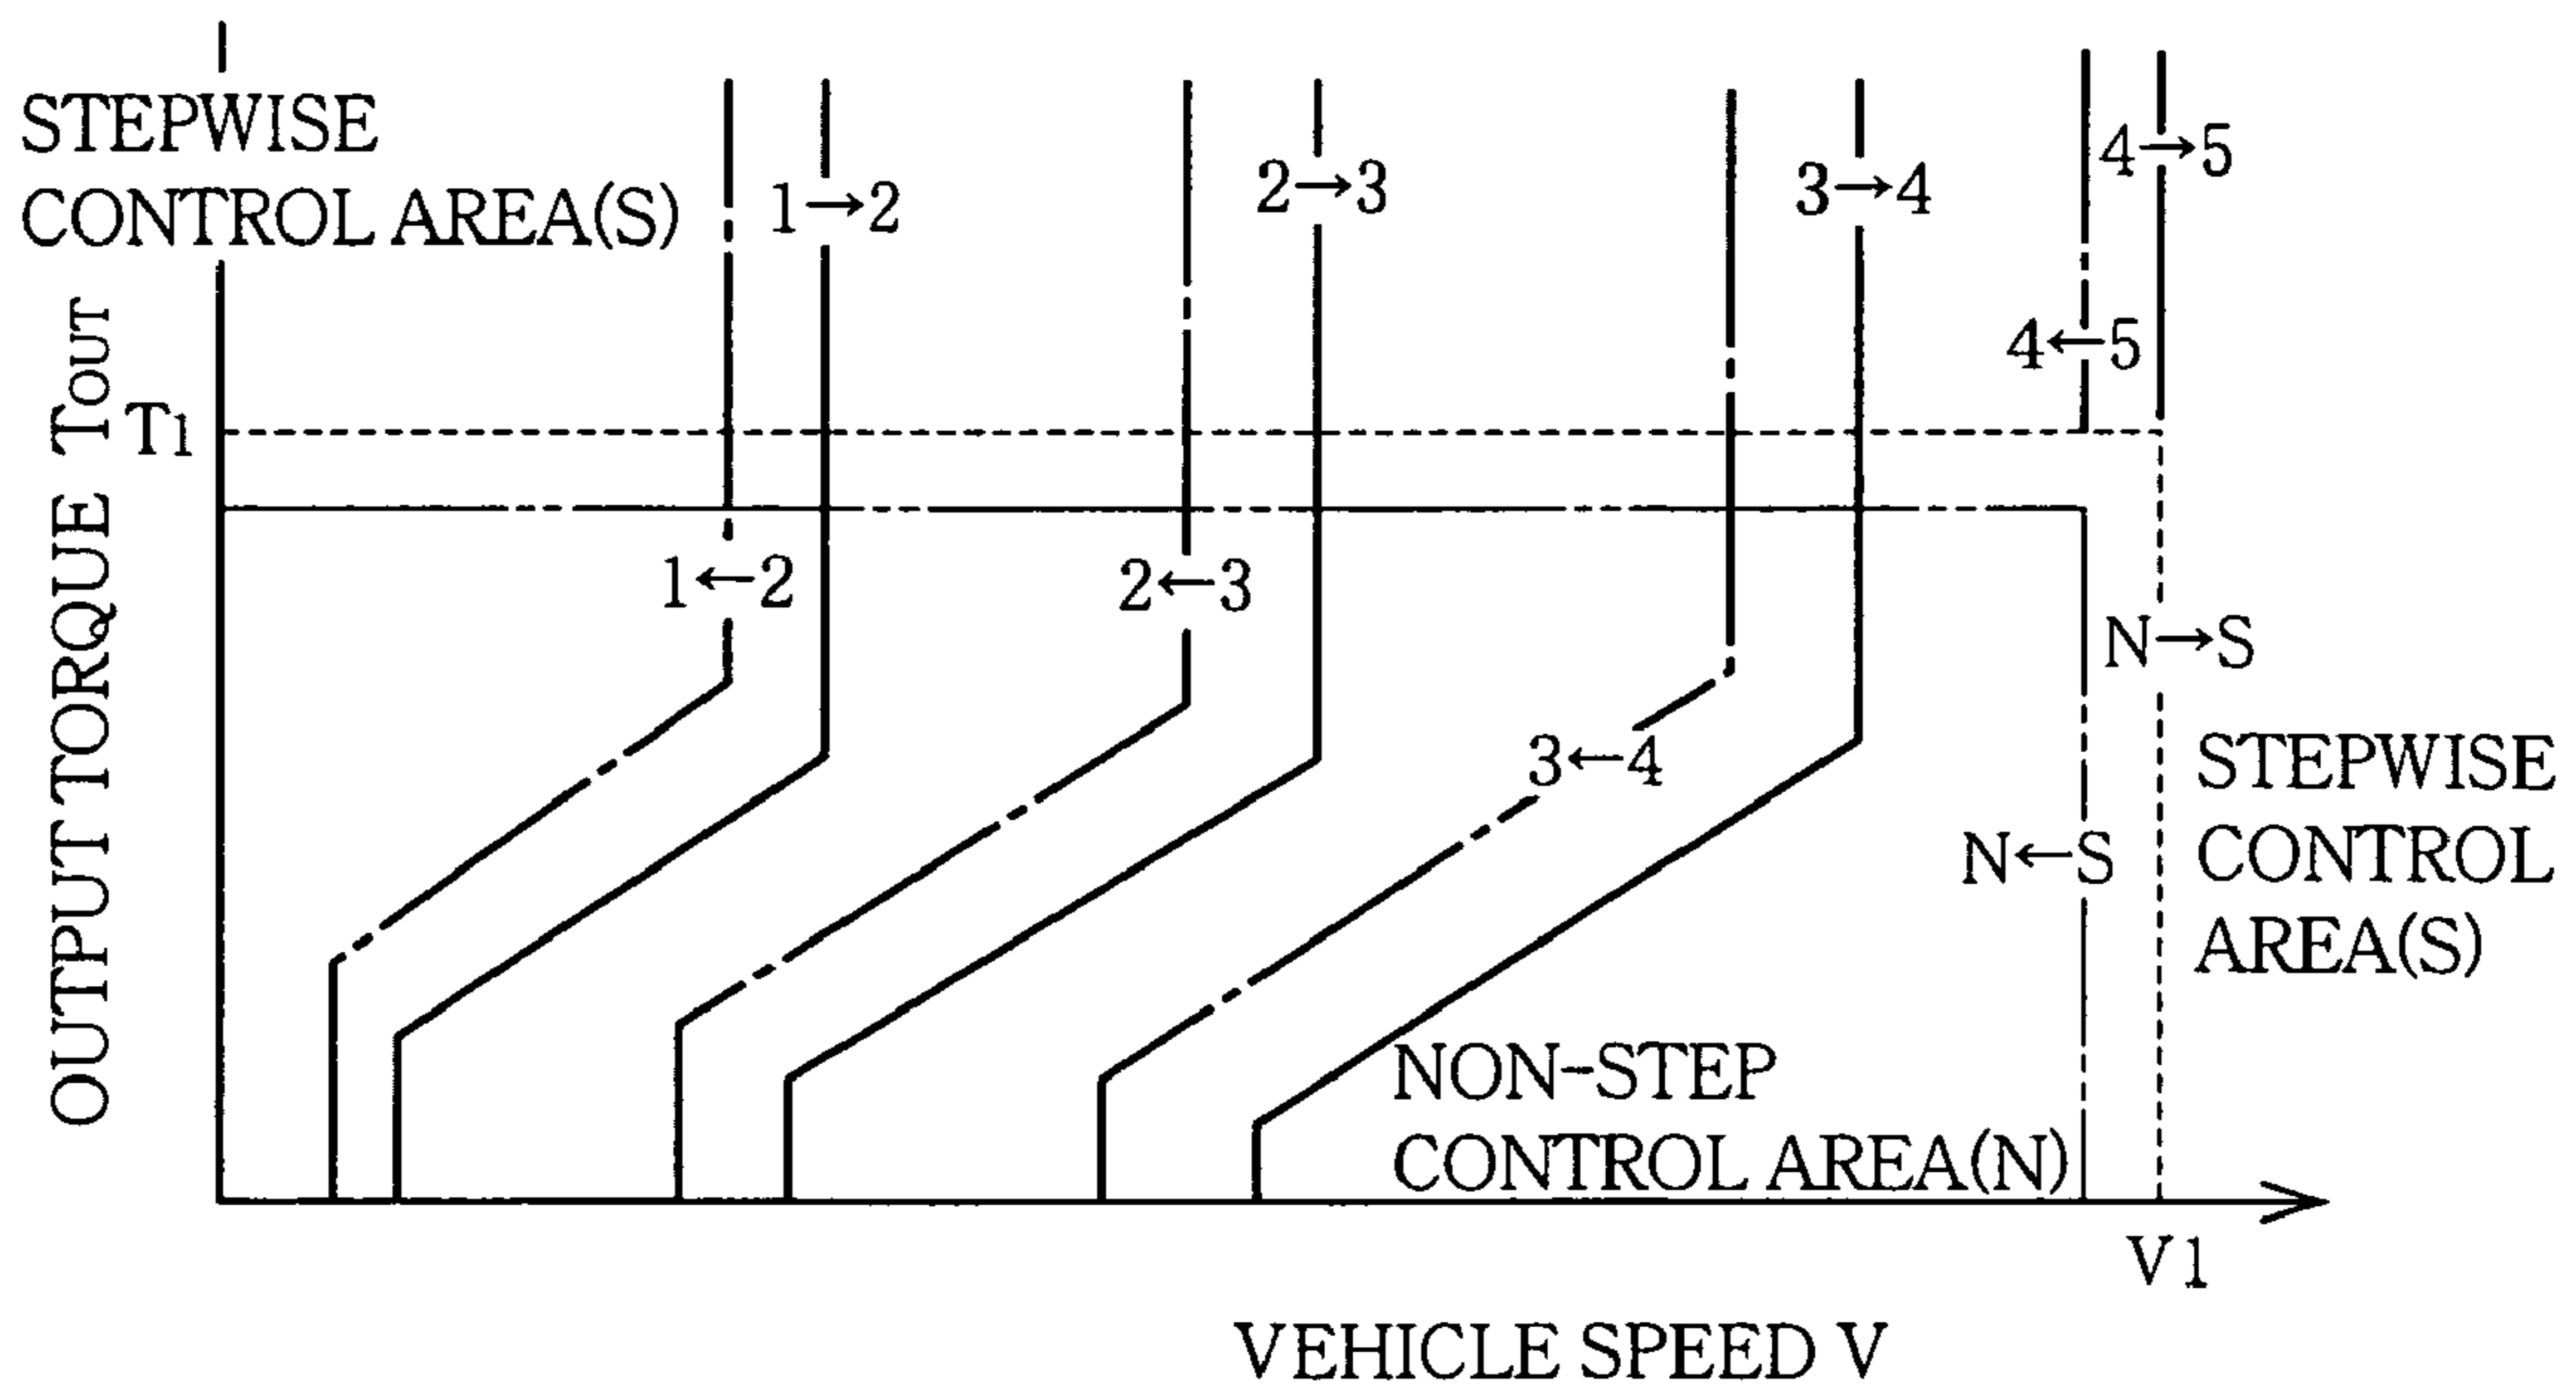 STEPWISE
CONTROL AREA(S)
1→2
2→3
3→4
4→5
4←5
OUTPUT TORQUE TOUT
T1
1←2
2←3
3←4
N→S
N←S
STEPWISE
CONTROL
AREA(S)
NON-STEP
CONTROL AREA(N)
V1
VEHICLE SPEED V